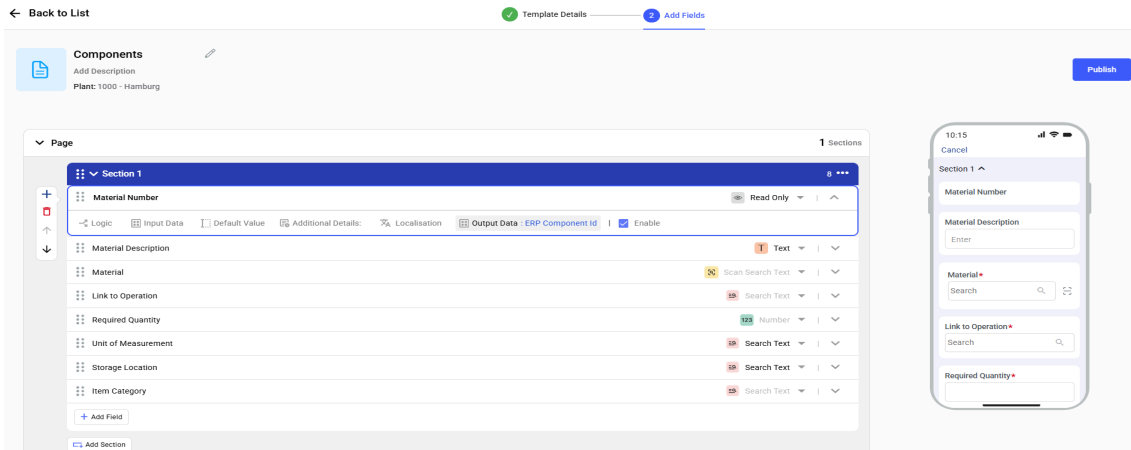 Back to List
Template Details
2 Add Fields
Components
Add Description
Plant: 1000 - Hamburg
Publish
Page
1 Sections
Section 1
8
Material Number
Read Only
Logic
Input Data
Default Value
Additional Details:
Localisation
Output Data : ERP Component Id
Enable
Material Description
T Text
Material
Scan Search Text
Link to Operation
Search Text
Required Quantity
123 Number
Unit of Measurement
Search Text
Storage Location
Search Text
Item Category
Search Text
+ Add Field
Add Section
10:15
Cancel
Section 1
Material Number
Material Description
Enter
Material*
Search
Link to Operation*
Search
Required Quantity*